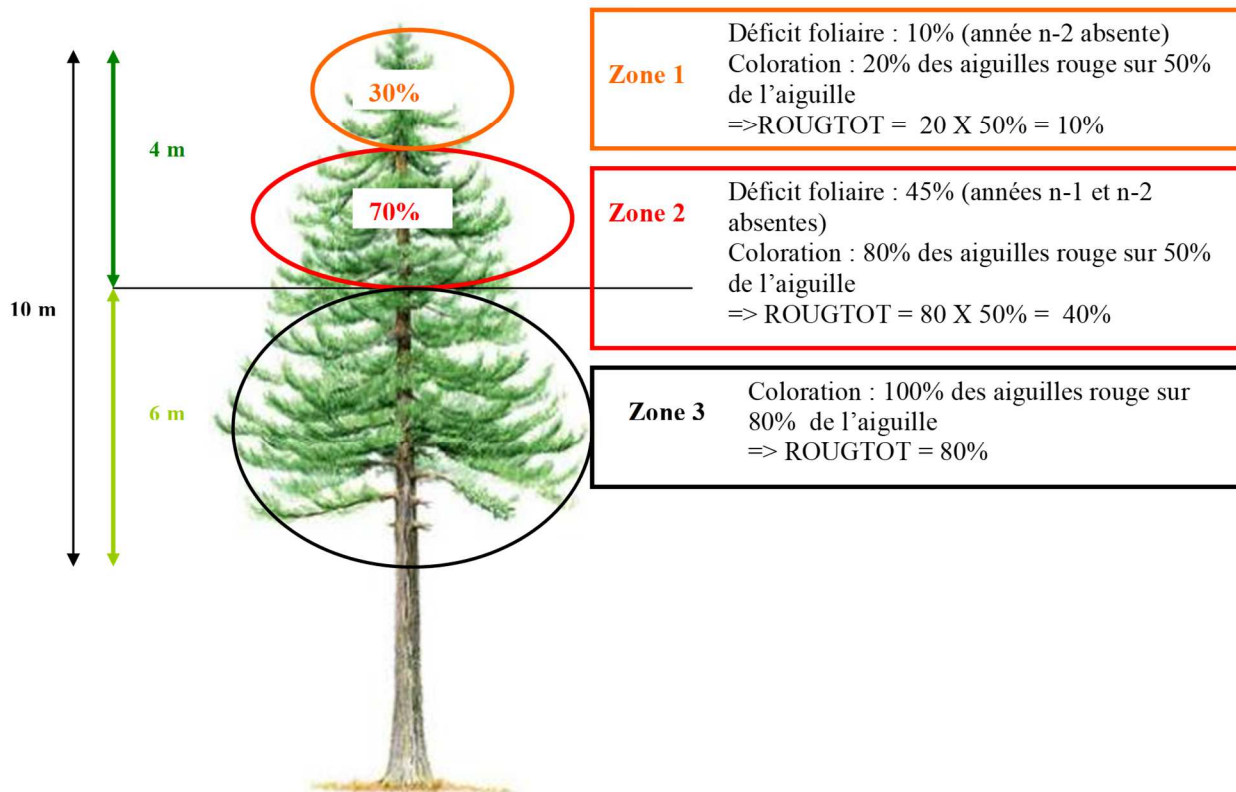 30%
70%
4 m
10 m
6 m
Zone 1
Déficit foliaire : 10% (année n-2 absente)
Coloration : 20% des aiguilles rouge sur 50%
de l’aiguille
=>ROUGTOT = 20 X 50% = 10%
Zone 2
Déficit foliaire : 45% (années n-1 et n-2
absentes)
Coloration : 80% des aiguilles rouge sur 50%
de l’aiguille
=> ROUGTOT = 80 X 50% = 40%
Zone 3
Coloration : 100% des aiguilles rouge sur
80% de l’aiguille
=> ROUGTOT = 80%